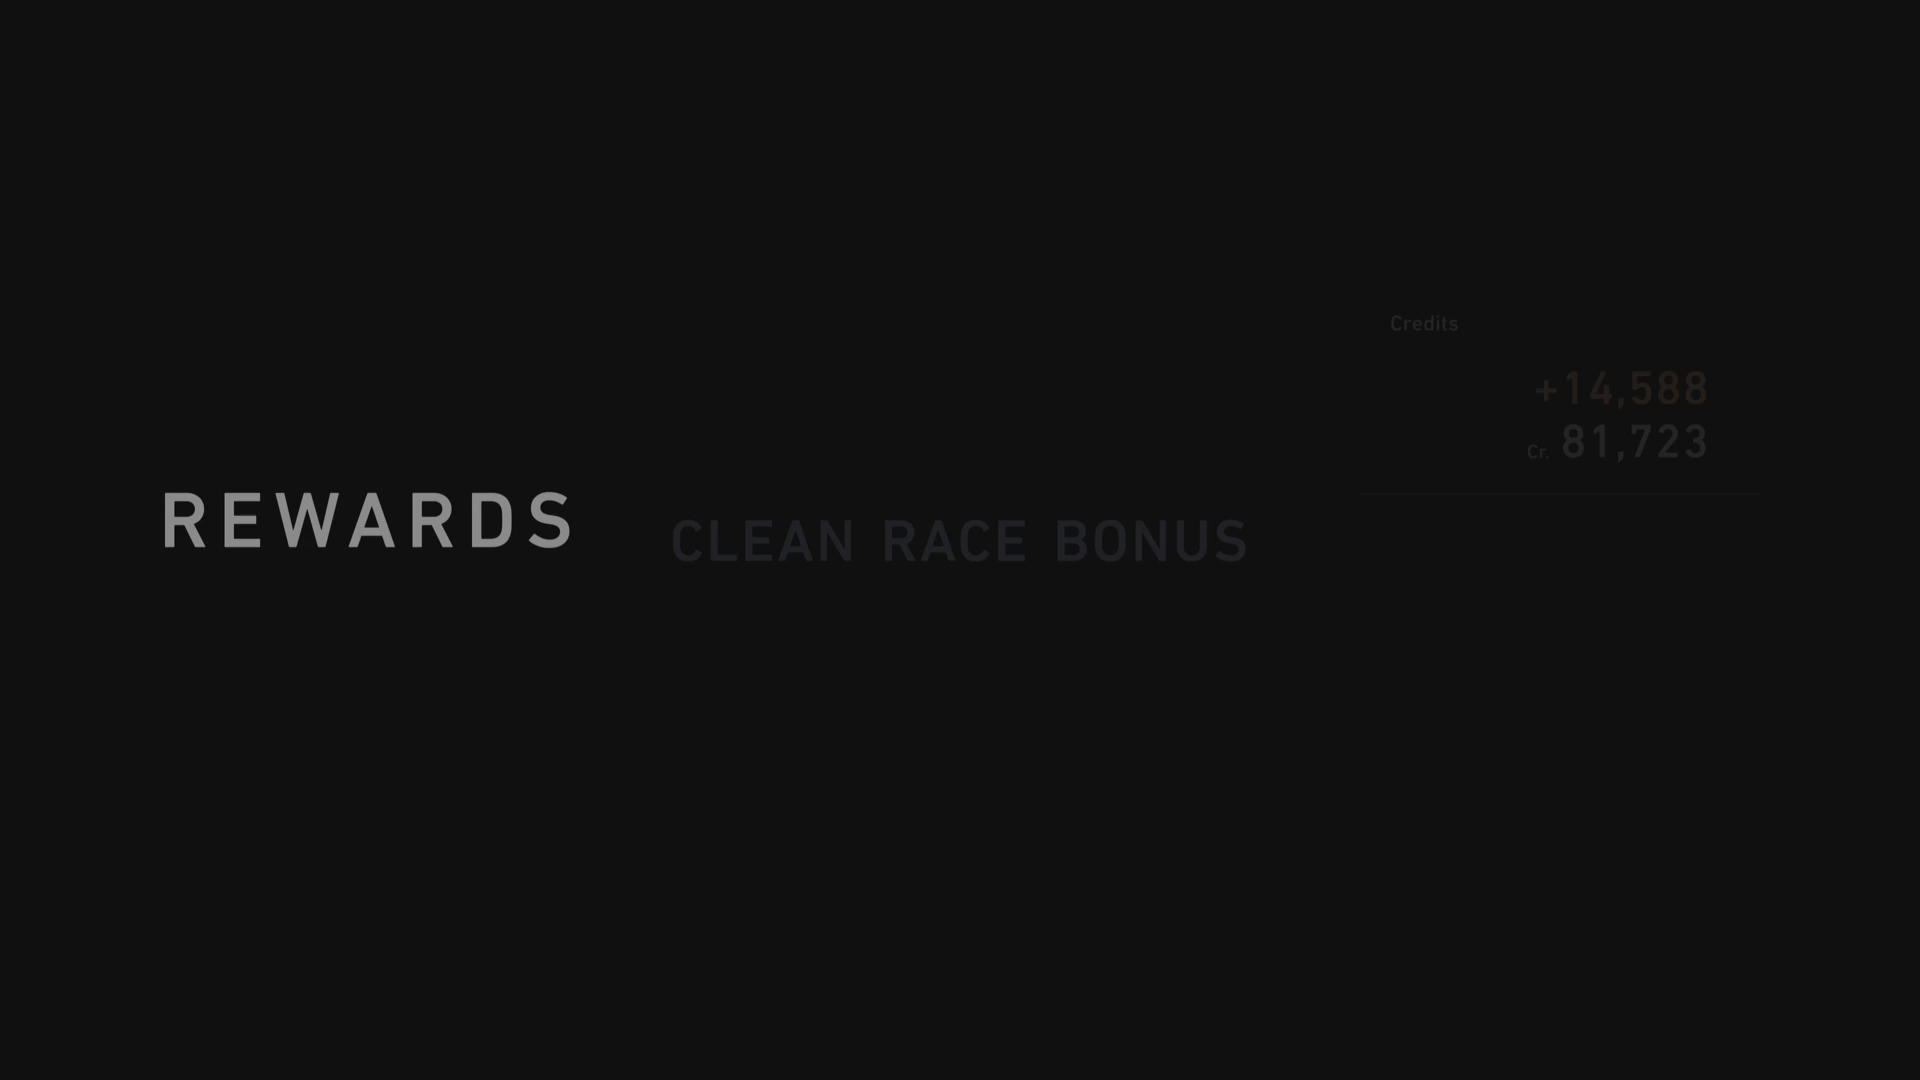 REWARDS
CLEAN RACE BONUS
Credits
+14,588
Cr. 81,723